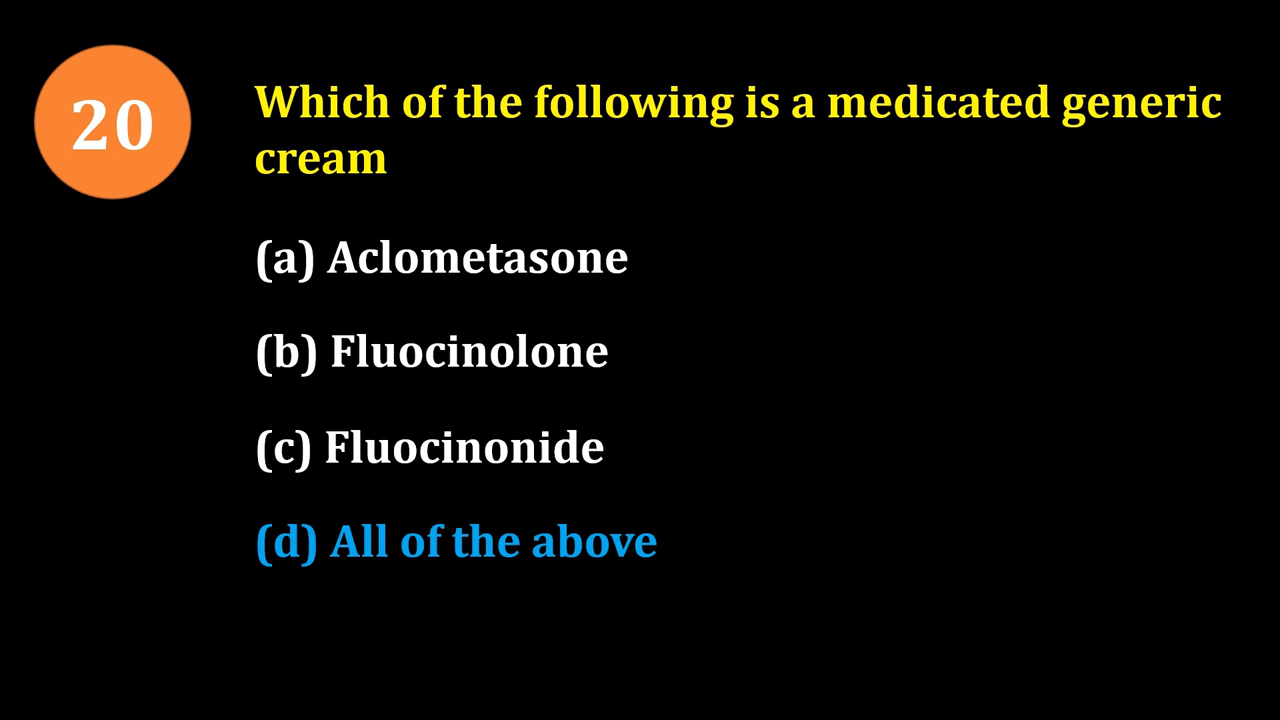 20
Which of the following is a medicated generic
cream
(a) Aclometasone
(b) Fluocinolone
(c) Fluocinonide
(d) All of the above